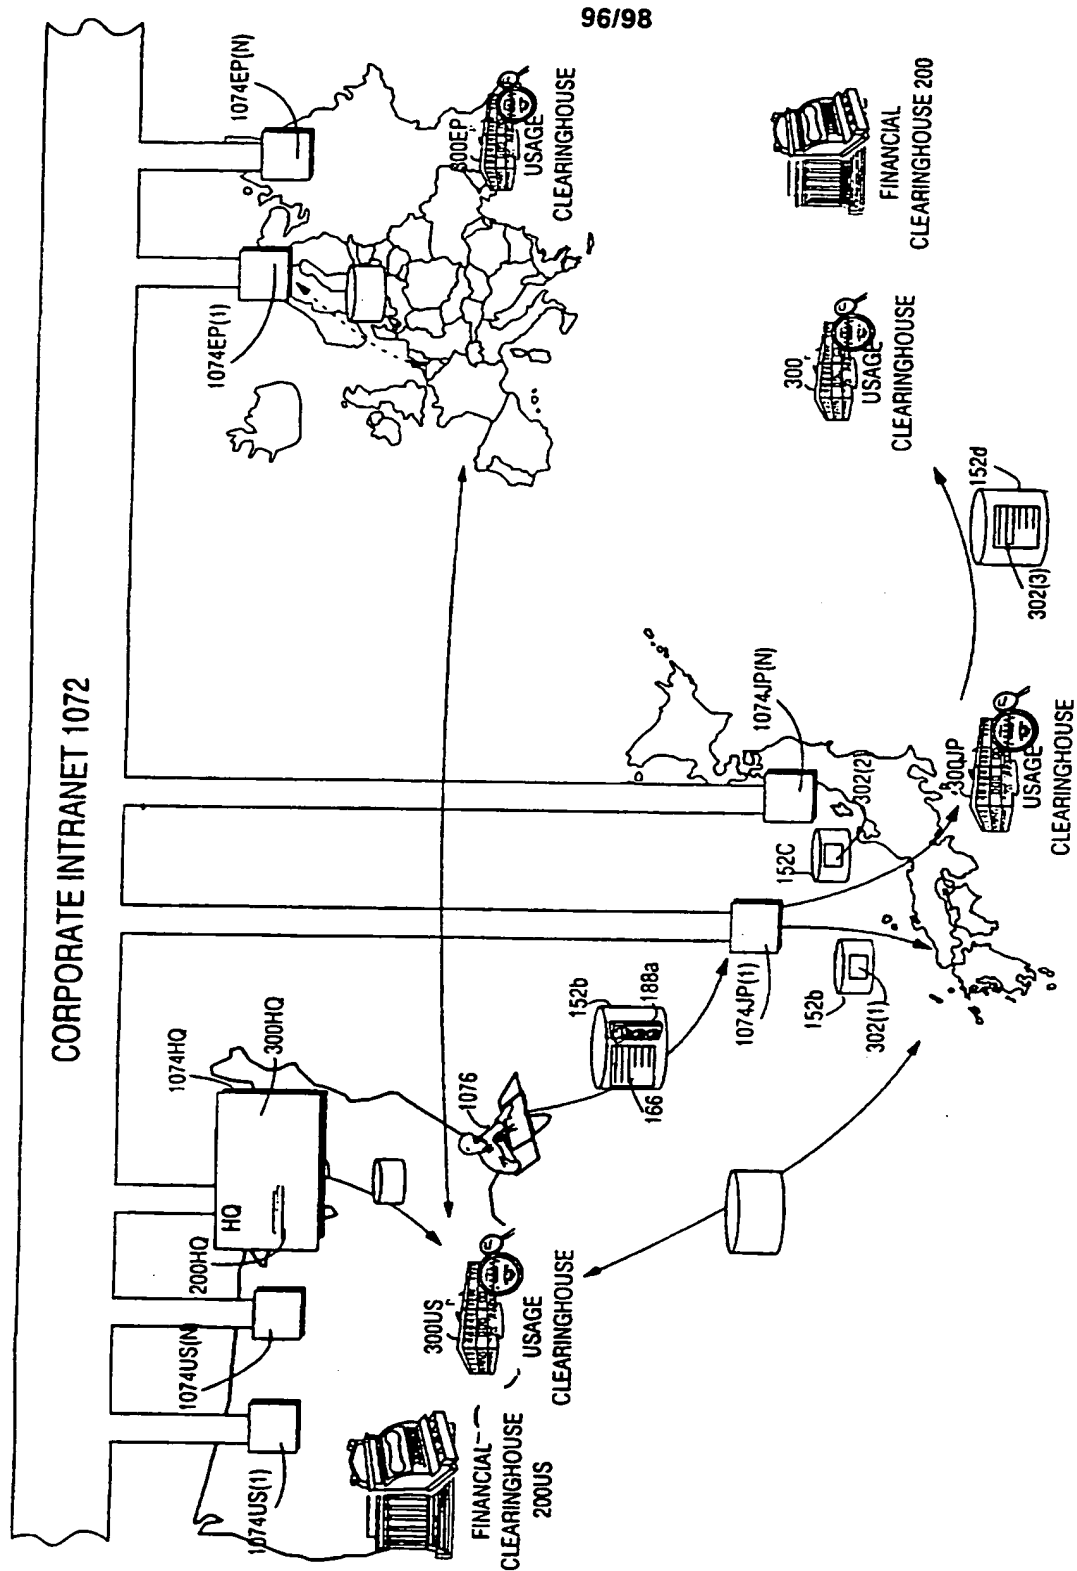 96/98
CORPORATE INTRANET 1072
1074US(1)
1074US(N)
200HQ
HQ
1074HQ
300HQ
1074EP(1)
1074EP(N)
300EP
USAGE
CLEARINGHOUSE
FINANCIAL
CLEARINGHOUSE
200US
300US
USAGE
CLEARINGHOUSE
1076
152b
188a
166
1074JP(1)
152b
302(1)
152C
302(2)
1074JP(N)
300JP
USAGE
CLEARINGHOUSE
152d
302(3)
300
USAGE
CLEARINGHOUSE
FINANCIAL
CLEARINGHOUSE 200